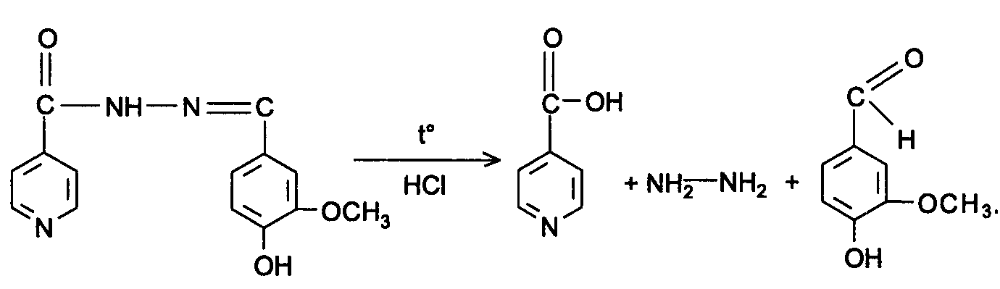 O
C—NH—N=C
N
OCH₃
OH
t°
HCl
O
C—OH
N
+ NH₂—NH₂ +
O
C
H
OCH₃.
OH